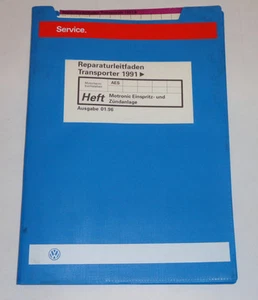 Service.
Reparaturleitfaden
Transporter 1991 ▶
AES
Heft
Motronic Einspritz- und
Zündanlage
Ausgabe 01.96